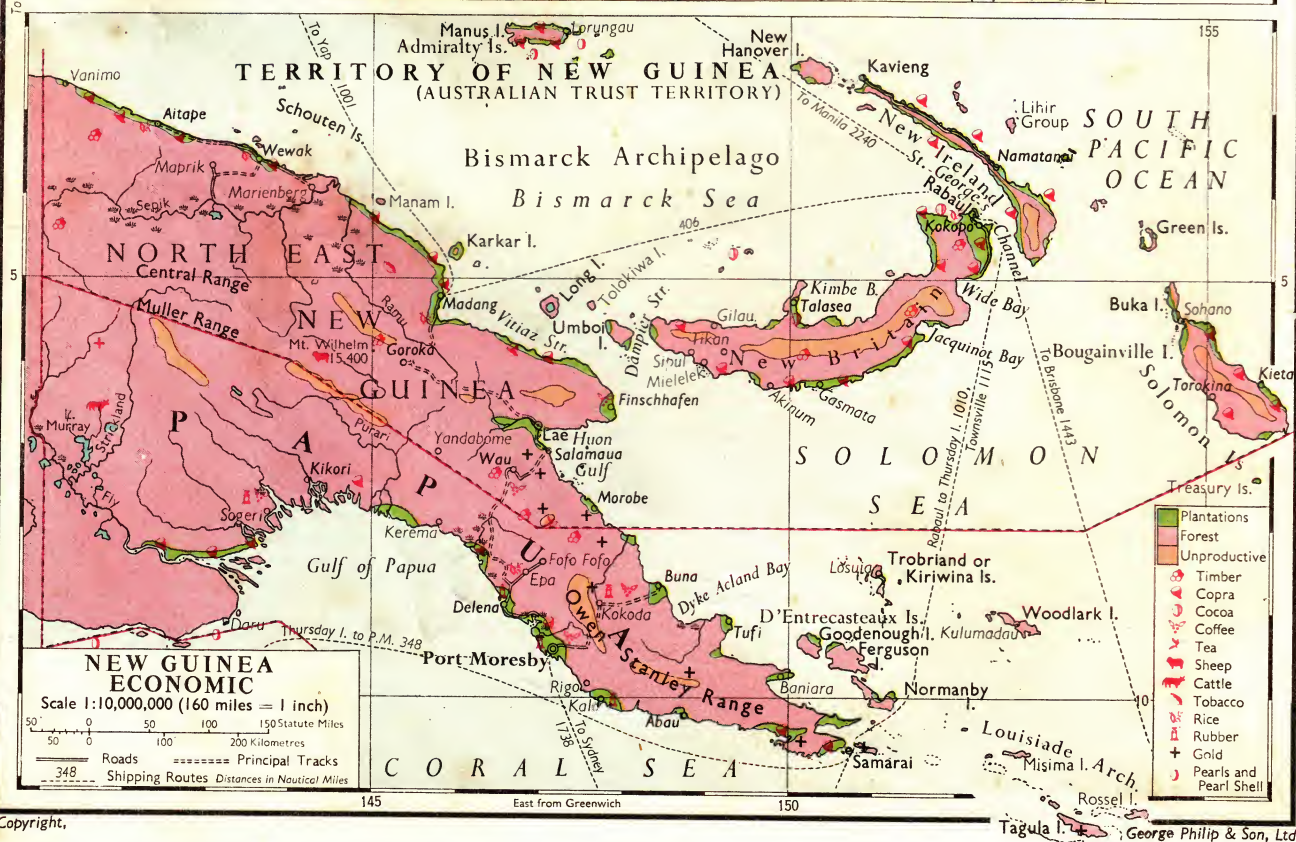 155
Manus I.
Lorungau
Admiralty Is.
New
Hanover I.
Kavieng
TERRITORY OF NEW GUINEA
(AUSTRALIAN TRUST TERRITORY)
To Yap 1001
To Manila 2240
Vanimo
Aitape
Schouten Is.
Wewak
Maprik
Marienberg
Sepik
Manam I.
Bismarck Archipelago
Bismarck Sea
New Ireland
Lihir
Group
Namatanai
SOUTH
PACIFIC
OCEAN
St. George's
Channel
Rabaul
Kokopo
Green Is.
406
Karkar I.
NORTH EAST
NEW
GUINEA
Central Range
Muller Range
5
5
Madang
Ramu
Vitiaz Str.
Long I.
Tolokiwa I.
Umboi
I.
Dampier Str.
Kimbe B.
Talasea
Gilau
Wide Bay
Tikan
Sipul
Mielelek
New Britain
Jacquinot Bay
Akinum
Gasmata
Buka I.
Sohano
Bougainville I.
Torokina
Kieta
Solomon Is
Treasury Is.
Mt. Wilhelm
15,400
Goroka
Finschhafen
L. Murray
Strickland
Fly
PAPUA
Purari
Kikori
Yandabome
Wau
Lae
Huon
Gulf
Salamaua
Morobe
SOLOMON
SEA
To Brisbane 1443
Rabaul to Thursday I. 1010
Townsville 1115
Sogeri
Kerema
Gulf of Papua
Fofo Fofo
Epa
Delena
Kokoda
Buna
Dyke Acland Bay
Tufi
Losuia
Trobriand or
Kiriwina Is.
D'Entrecasteaux Is.
Goodenough I.
Ferguson
I.
Kulumadau
Woodlark I.
Normanby
I.
Daru
Thursday I. to P.M. 348
Port Moresby
Owen Stanley Range
Rigo
Kalo
Abau
Baniara
Samarai
To Sydney 1738
CORAL SEA
10
Louisiade Arch.
Misima I.
Rossel I.
Tagula I.
Plantations
Forest
Unproductive
Timber
Copra
Cocoa
Coffee
Tea
Sheep
Cattle
Tobacco
Rice
Rubber
Gold
Pearls and
Pearl Shell
NEW GUINEA
ECONOMIC
Scale 1:10,000,000 (160 miles = 1 inch)
50 0 50 100 150 Statute Miles
50 0 100 200 Kilometres
Roads Principal Tracks
348 Shipping Routes Distances in Nautical Miles
145
East from Greenwich
150
Copyright,
George Philip & Son, Ltd